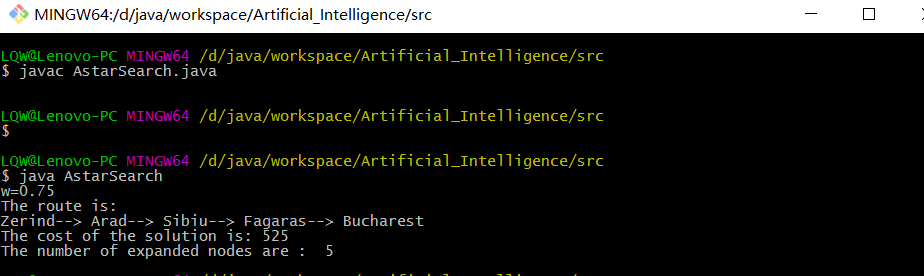 MINGW64:/d/java/workspace/Artificial_Intelligence/src
LQW@Lenovo-PC MINGW64 /d/java/workspace/Artificial_Intelligence/src
$ javac AstarSearch.java
LQW@Lenovo-PC MINGW64 /d/java/workspace/Artificial_Intelligence/src
$
LQW@Lenovo-PC MINGW64 /d/java/workspace/Artificial_Intelligence/src
$ java AstarSearch
w=0.75
The route is:
Zerind--> Arad--> Sibiu--> Fagaras--> Bucharest
The cost of the solution is: 525
The number of expanded nodes are :  5